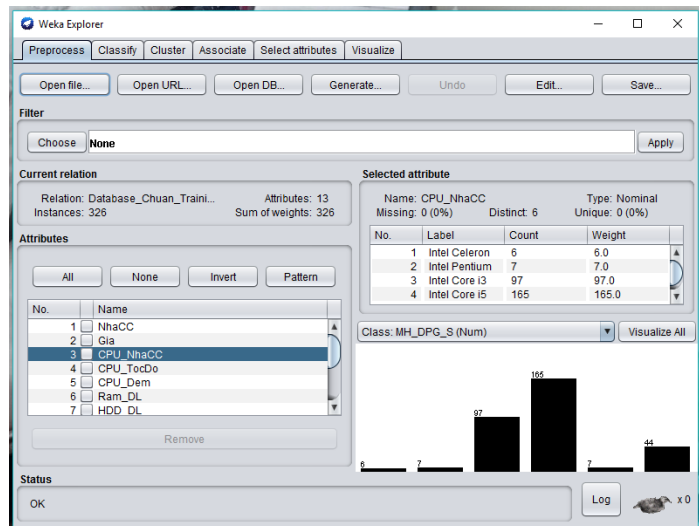 Weka Explorer
Preprocess Classify Cluster Associate Select attributes Visualize
Open file... Open URL... Open DB... Generate... Undo Edit... Save...
Filter
Choose None Apply
Current relation
Relation: Database_Chuan_Traini... Attributes: 13
Instances: 326 Sum of weights: 326
Attributes
All None Invert Pattern
No. Name
1 NhaCC
2 Gia
3 CPU_NhaCC
4 CPU_TocDo
5 CPU_Dem
6 Ram_DL
7 HDD_DL
Remove
Selected attribute
Name: CPU_NhaCC Type: Nominal
Missing: 0 (0%) Distinct: 6 Unique: 0 (0%)
No. Label Count Weight
1 Intel Celeron 6 6.0
2 Intel Pentium 7 7.0
3 Intel Core i3 97 97.0
4 Intel Core i5 165 165.0
Class: MH_DPG_S (Num) Visualize All
6 7 97 165 7 44
Status
OK Log x 0